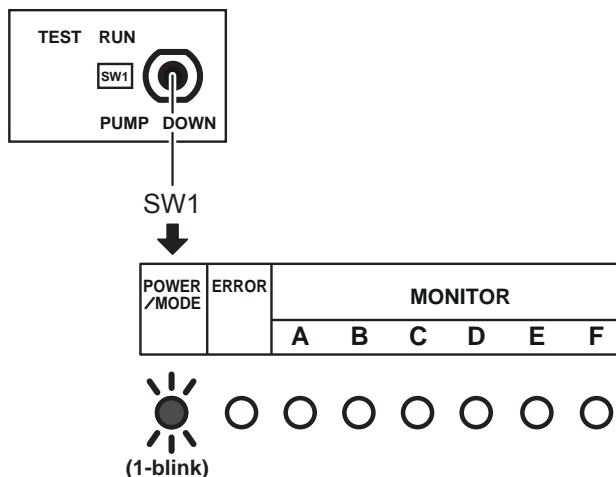 TEST RUN
SW1
PUMP DOWN
SW1
POWER
/MODE
ERROR
MONITOR
A B C D E F
(1-blink)